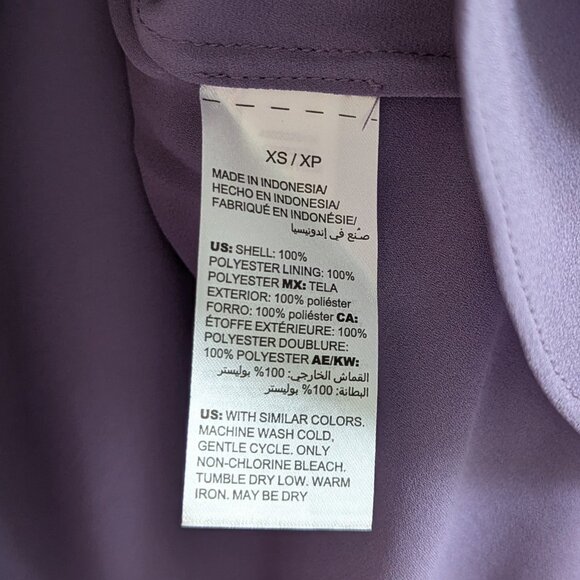 XS / XP
MADE IN INDONESIA/
HECHO EN INDONESIA/
FABRIQUÉ EN INDONÉSIE/
صنع في إندونيسيا
US: SHELL: 100%
POLYESTER LINING: 100%
POLYESTER MX: TELA
EXTERIOR: 100% poliéster
FORRO: 100% poliéster CA:
ÉTOFFE EXTÉRIEURE: 100%
POLYESTER DOUBLURE:
100% POLYESTER AE/KW:
القماش الخارجي: 100% بوليستر
البطانة: 100% بوليستر
US: WITH SIMILAR COLORS.
MACHINE WASH COLD,
GENTLE CYCLE. ONLY
NON-CHLORINE BLEACH.
TUMBLE DRY LOW. WARM
IRON. MAY BE DRY